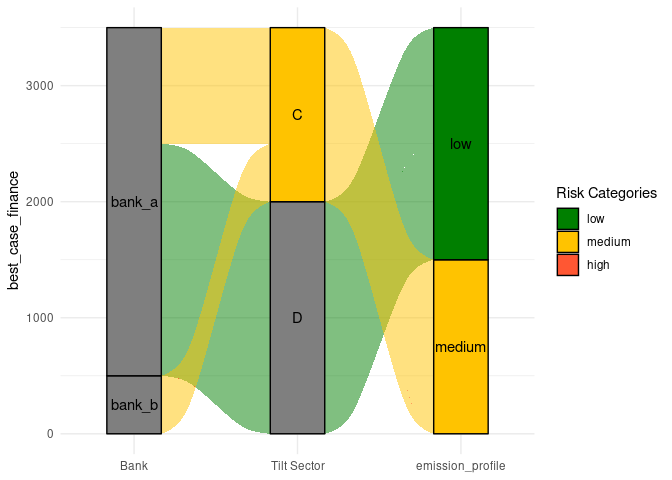 best_case_finance
3000
2000
1000
0
bank_a
bank_b
C
D
low
medium
Bank
Tilt Sector
emission_profile
Risk Categories
low
medium
high